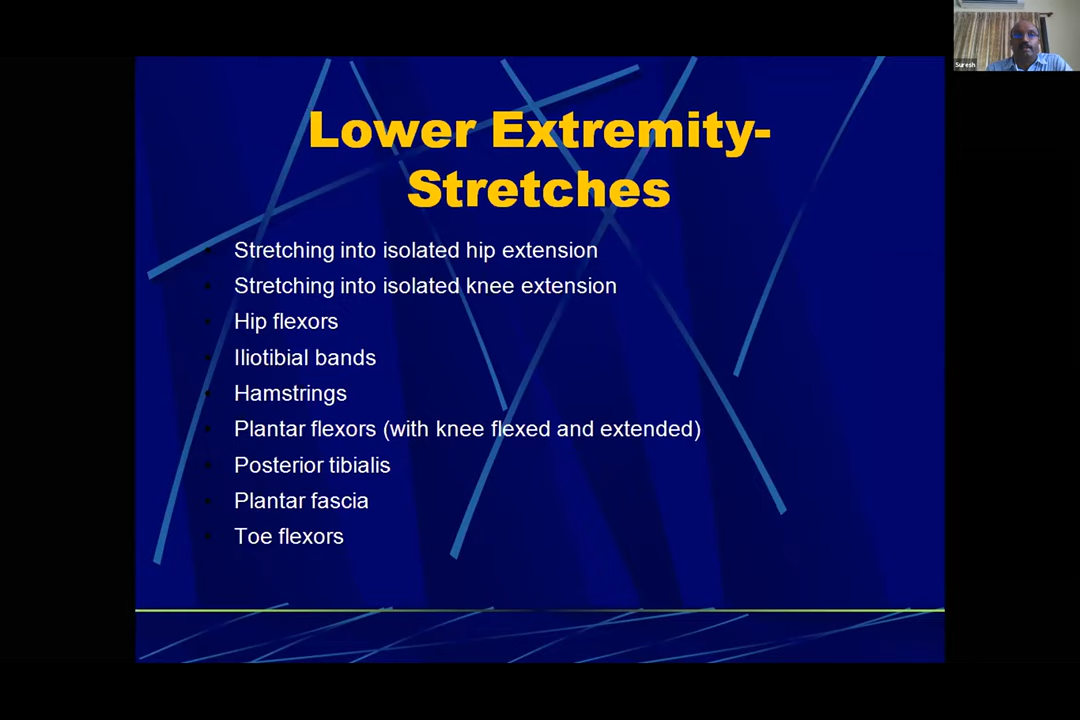 Suresh
Lower Extremity-
Stretches
Stretching into isolated hip extension
Stretching into isolated knee extension
Hip flexors
Iliotibial bands
Hamstrings
Plantar flexors (with knee flexed and extended)
Posterior tibialis
Plantar fascia
Toe flexors